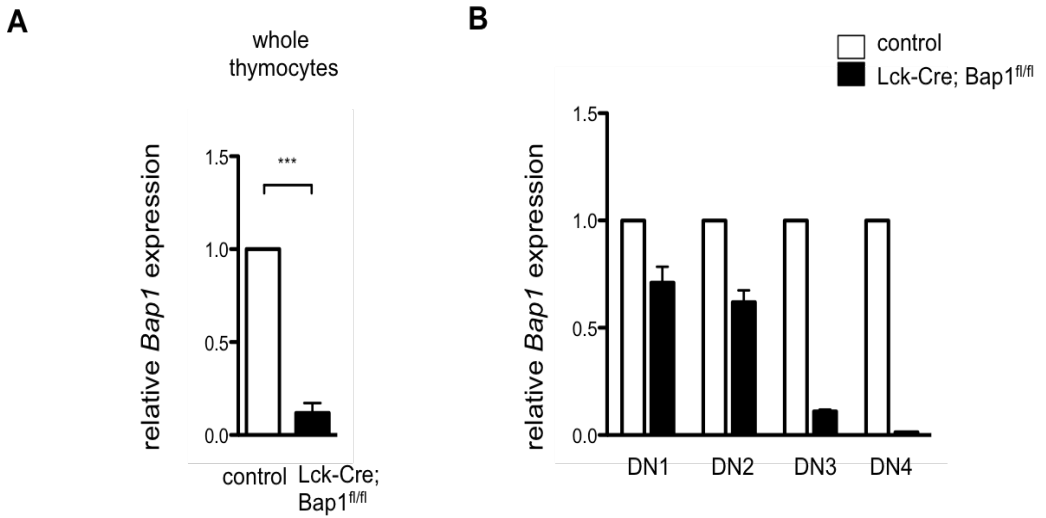 A
whole
thymocytes
relative Bap1 expression
1.5
1.0
0.5
0.0
***
control
Lck-Cre;
Bap1fl/fl
B
control
Lck-Cre; Bap1fl/fl
relative Bap1 expression
1.5
1.0
0.5
0.0
DN1 DN2 DN3 DN4